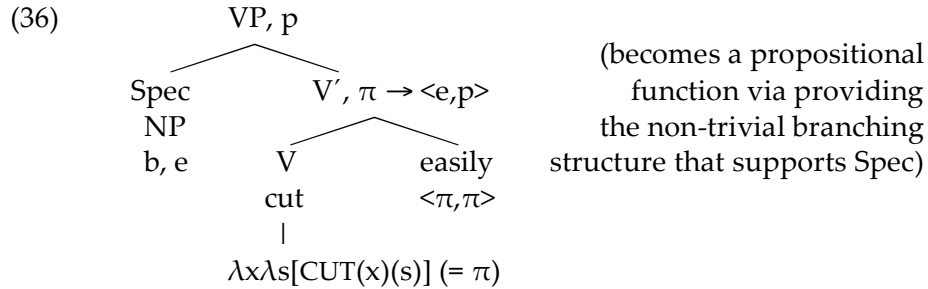 (36) VP, p
(becomes a propositional
Spec V′, π → <e,p> function via providing
NP the non-trivial branching
b, e V easily structure that supports Spec)
cut <π,π>
|
λxλs[CUT(x)(s)] (= π)